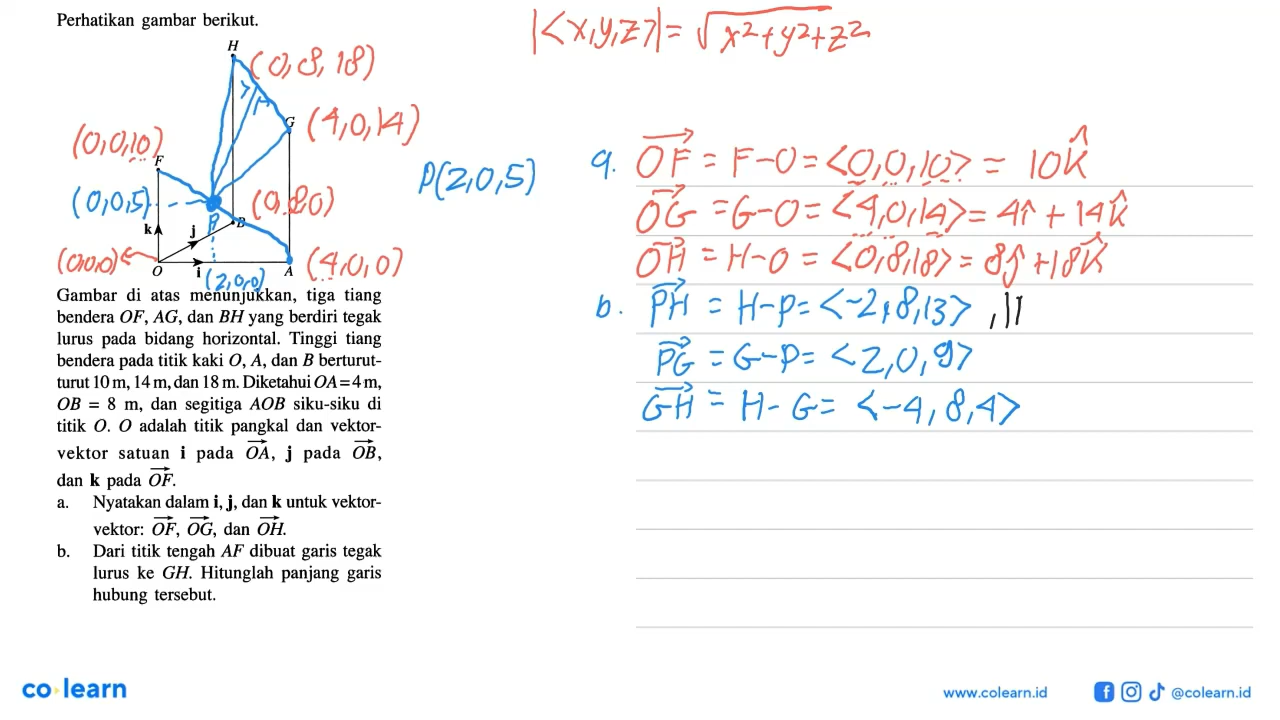 Perhatikan gambar berikut.
|<x,y,z>| = √x²+y²+z²
H
(0, 8, 18)
G (4,0,14)
(0,0,10)
F
P(2,0,5)
(0,0,5)
P
B
k
j
(0,0,0)
O
i
(2,0,0)
A (4,0,0)
Gambar di atas menunjukkan, tiga tiang
bendera OF, AG, dan BH yang berdiri tegak
lurus pada bidang horizontal. Tinggi tiang
bendera pada titik kaki O, A, dan B berturut-
turut 10 m, 14 m, dan 18 m. Diketahui OA = 4 m,
OB = 8 m, dan segitiga AOB siku-siku di
titik O. O adalah titik pangkal dan vektor-
vektor satuan i pada OA, j pada OB,
dan k pada OF.
a. Nyatakan dalam i, j, dan k untuk vektor-
vektor: OF, OG, dan OH.
b. Dari titik tengah AF dibuat garis tegak
lurus ke GH. Hitunglah panjang garis
hubung tersebut.
a. OF = F-O = <0,0,10> = 10k̂
OG = G-O = <4,0,14> = 4î + 14k̂
OH = H-O = <0,8,18> = 8ĵ + 18k̂
b. PH = H-P = <-2,8,13> , ||
PG = G-P = <2,0,9>
GH = H-G = <-4,8,4>
co learn
www.colearn.id
@colearn.id